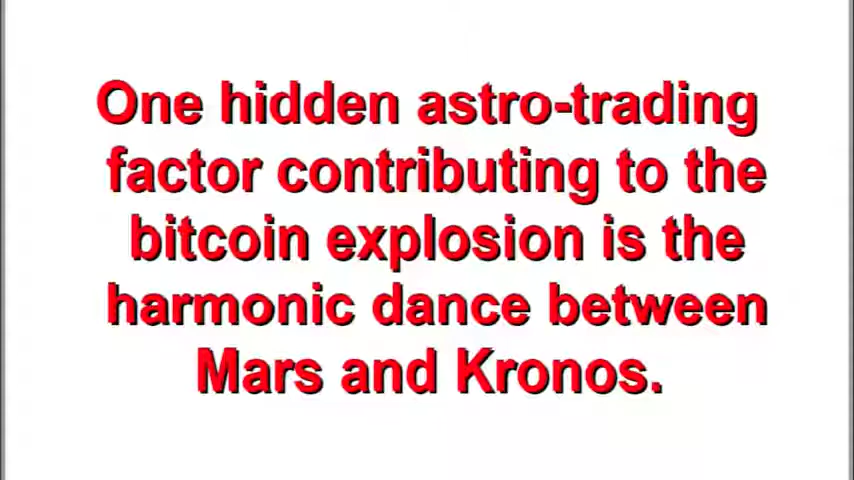 One hidden astro-trading
factor contributing to the
bitcoin explosion is the
harmonic dance between
Mars and Kronos.